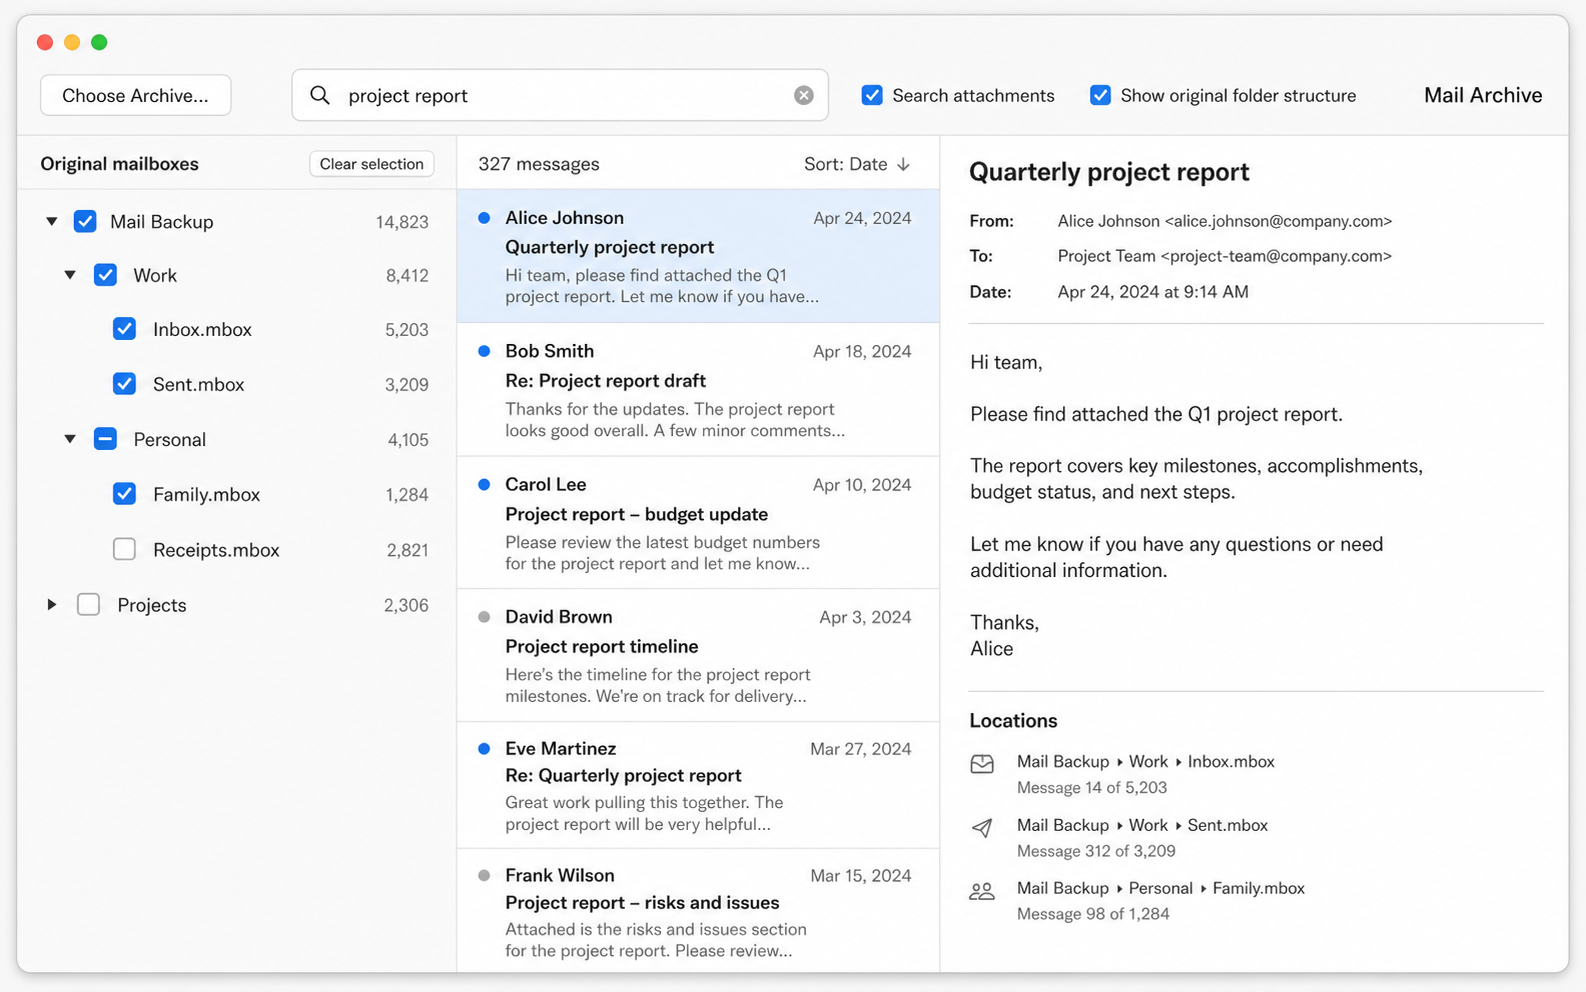 Choose Archive...
project report
Search attachments
Show original folder structure
Mail Archive
Original mailboxes
Clear selection
Mail Backup 14,823
Work 8,412
Inbox.mbox 5,203
Sent.mbox 3,209
Personal 4,105
Family.mbox 1,284
Receipts.mbox 2,821
Projects 2,306
327 messages
Sort: Date ↓
Alice Johnson Apr 24, 2024
Quarterly project report
Hi team, please find attached the Q1
project report. Let me know if you have...
Bob Smith Apr 18, 2024
Re: Project report draft
Thanks for the updates. The project report
looks good overall. A few minor comments...
Carol Lee Apr 10, 2024
Project report – budget update
Please review the latest budget numbers
for the project report and let me know...
David Brown Apr 3, 2024
Project report timeline
Here's the timeline for the project report
milestones. We're on track for delivery...
Eve Martinez Mar 27, 2024
Re: Quarterly project report
Great work pulling this together. The
project report will be very helpful...
Frank Wilson Mar 15, 2024
Project report – risks and issues
Attached is the risks and issues section
for the project report. Please review...
Quarterly project report
From: Alice Johnson <alice.johnson@company.com>
To: Project Team <project-team@company.com>
Date: Apr 24, 2024 at 9:14 AM
Hi team,
Please find attached the Q1 project report.
The report covers key milestones, accomplishments,
budget status, and next steps.
Let me know if you have any questions or need
additional information.
Thanks,
Alice
Locations
Mail Backup ▸ Work ▸ Inbox.mbox
Message 14 of 5,203
Mail Backup ▸ Work ▸ Sent.mbox
Message 312 of 3,209
Mail Backup ▸ Personal ▸ Family.mbox
Message 98 of 1,284